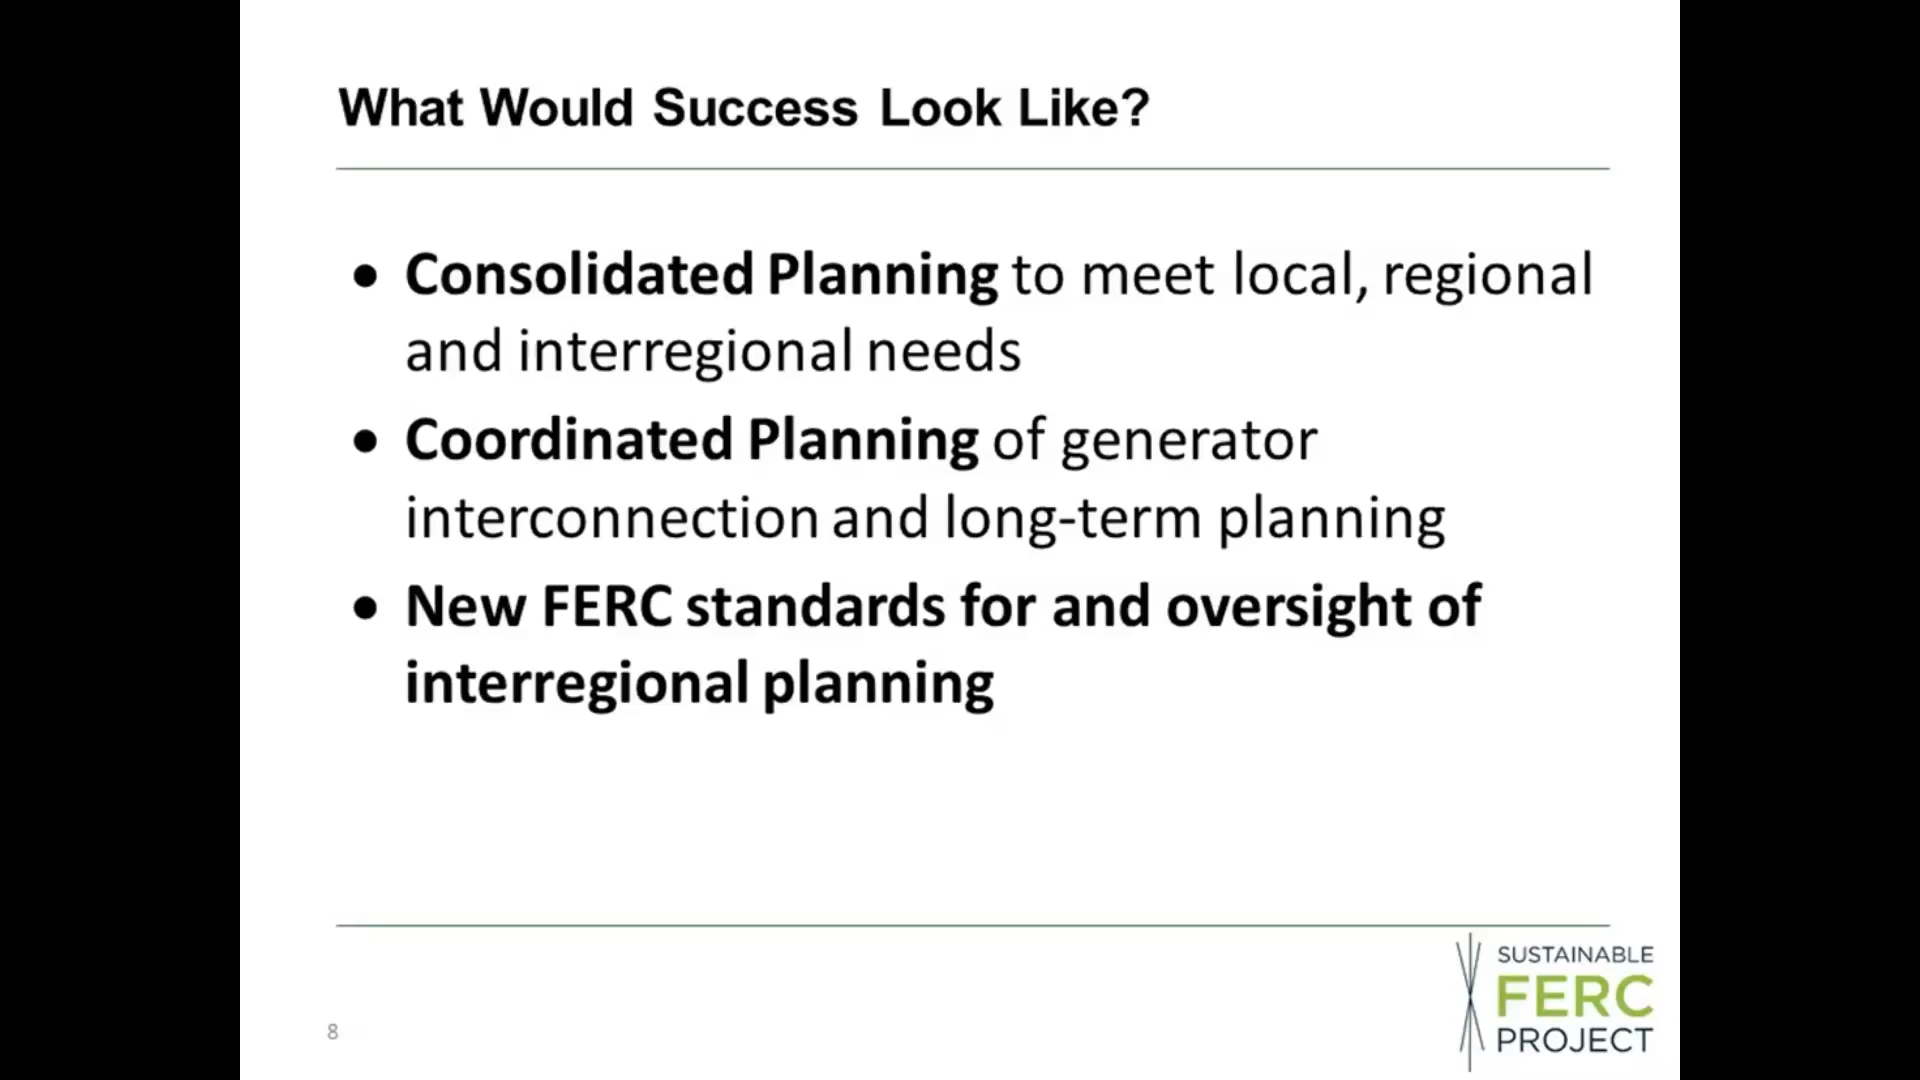 What Would Success Look Like?
• Consolidated Planning to meet local, regional
and interregional needs
• Coordinated Planning of generator
interconnection and long-term planning
• New FERC standards for and oversight of
interregional planning
8
SUSTAINABLE
FERC
PROJECT